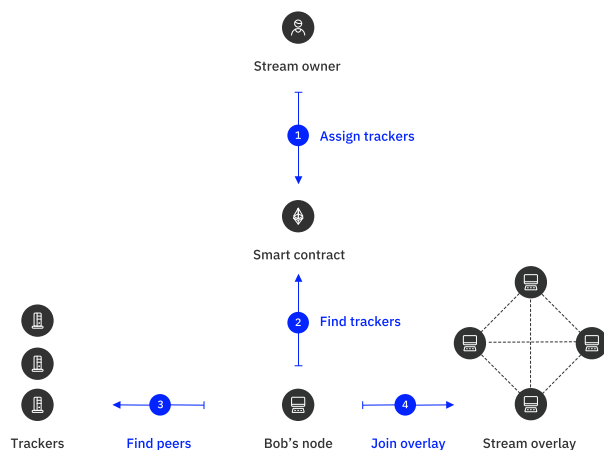 Stream owner
1 Assign trackers
Smart contract
2 Find trackers
3
4
Trackers
Find peers
Bob's node
Join overlay
Stream overlay